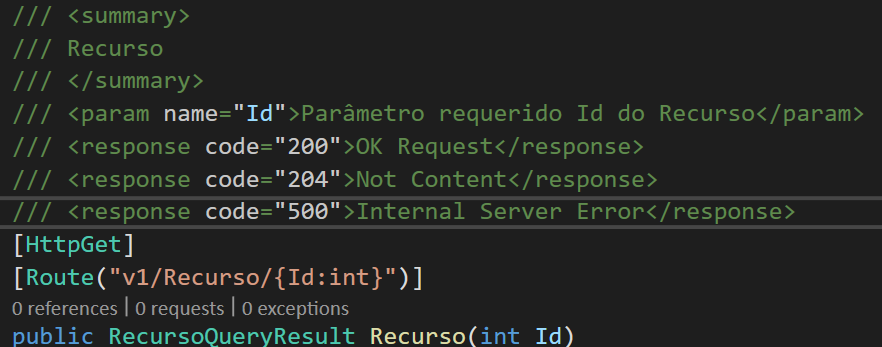 /// <summary>
/// Recurso
/// </summary>
/// <param name="Id">Parâmetro requerido Id do Recurso</param>
/// <response code="200">OK Request</response>
/// <response code="204">Not Content</response>
/// <response code="500">Internal Server Error</response>
[HttpGet]
[Route("v1/Recurso/{Id:int}")]
0 references | 0 requests | 0 exceptions
public RecursoQueryResult Recurso(int Id)